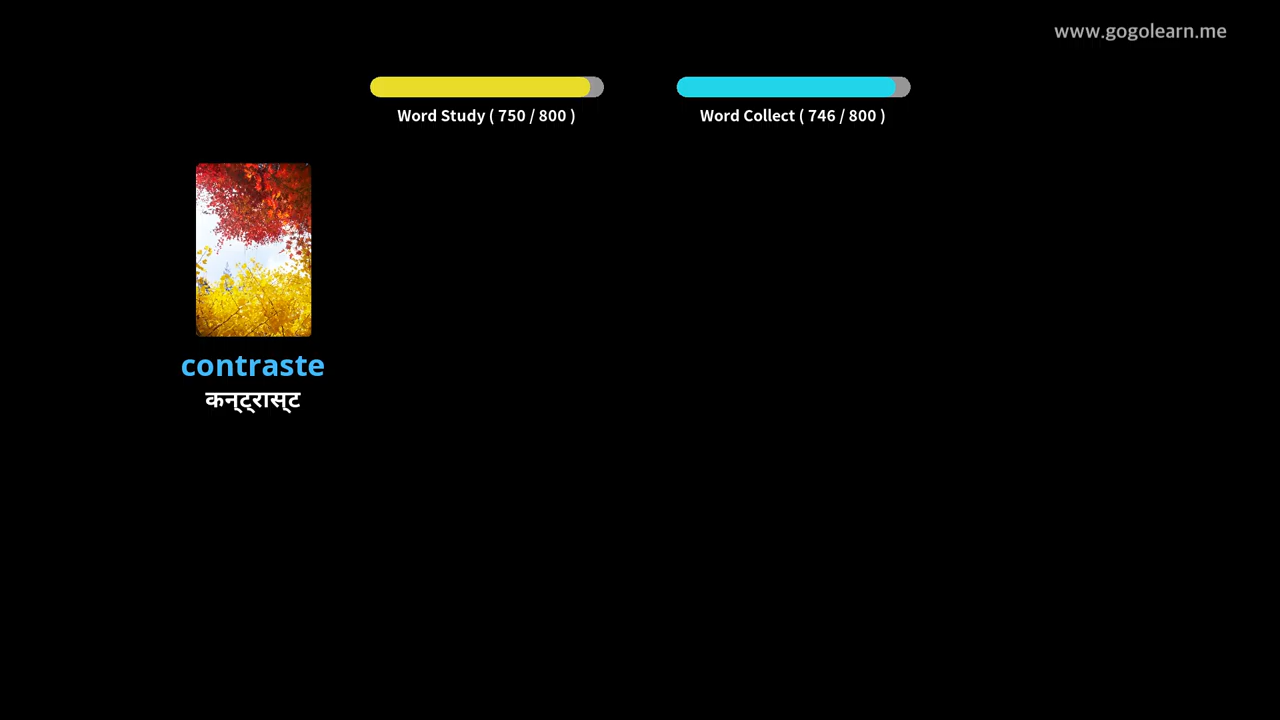 www.gogolearn.me
Word Study ( 750 / 800 )
Word Collect ( 746 / 800 )
contraste
कन्ट्रास्ट